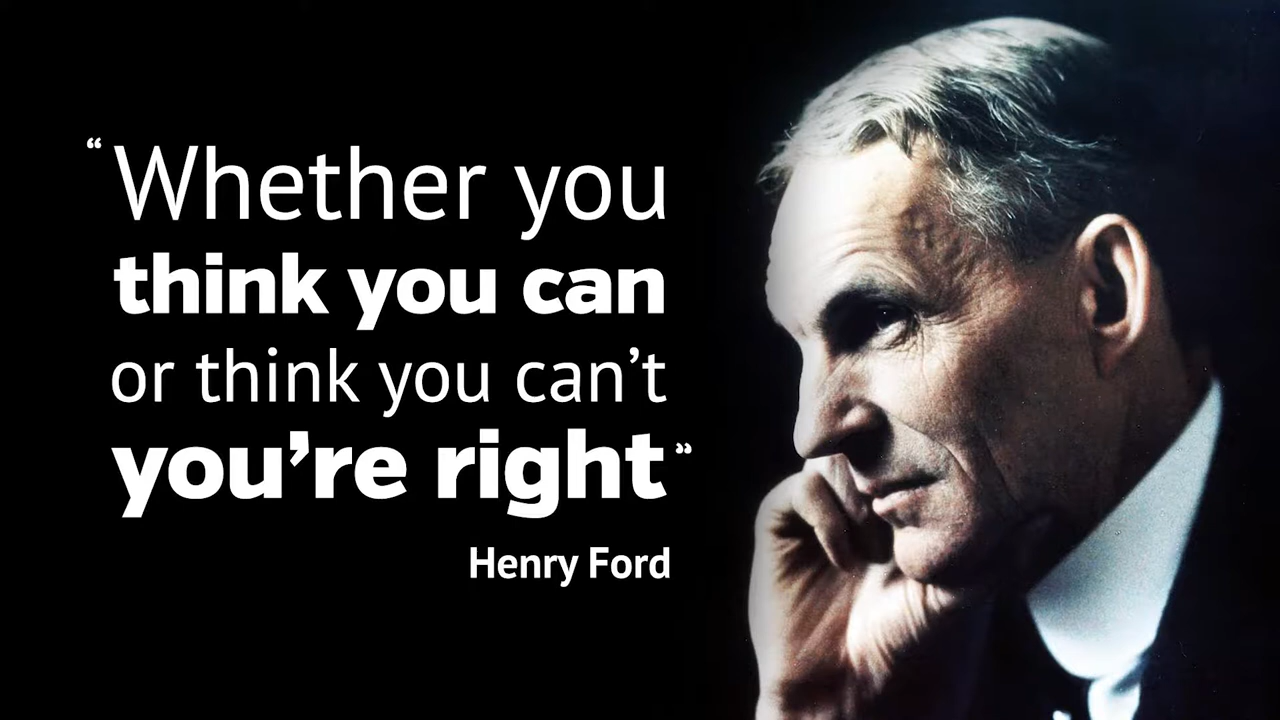 “Whether you
think you can
or think you can’t
you’re right”
Henry Ford